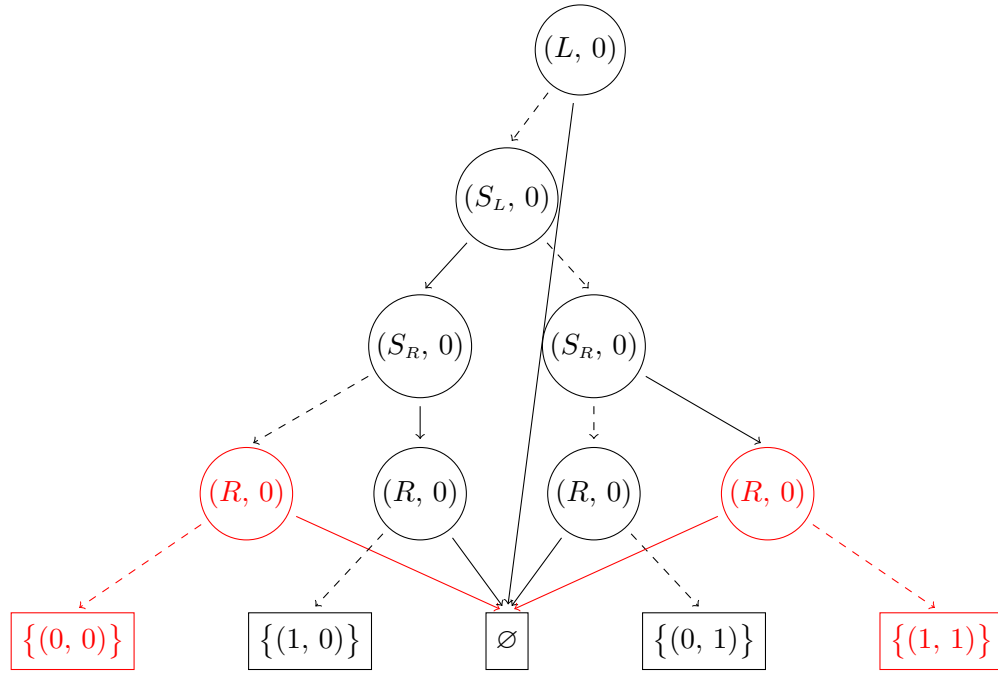 (L, 0)
(S_L, 0)
(S_R, 0) (S_R, 0)
(R, 0) (R, 0) (R, 0) (R, 0)
{(0, 0)} {(1, 0)} ∅ {(0, 1)} {(1, 1)}